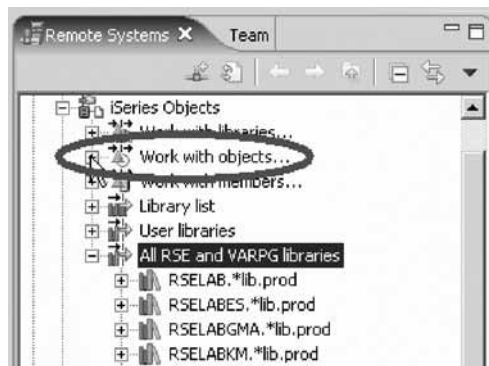 Remote Systems Team
iSeries Objects
Work with libraries...
Work with objects...
Work with members...
Library list
User libraries
All RSE and VARPG libraries
RSELAB.*lib.prod
RSELABES.*lib.prod
RSELABGMA.*lib.prod
RSELABKM.*lib.prod